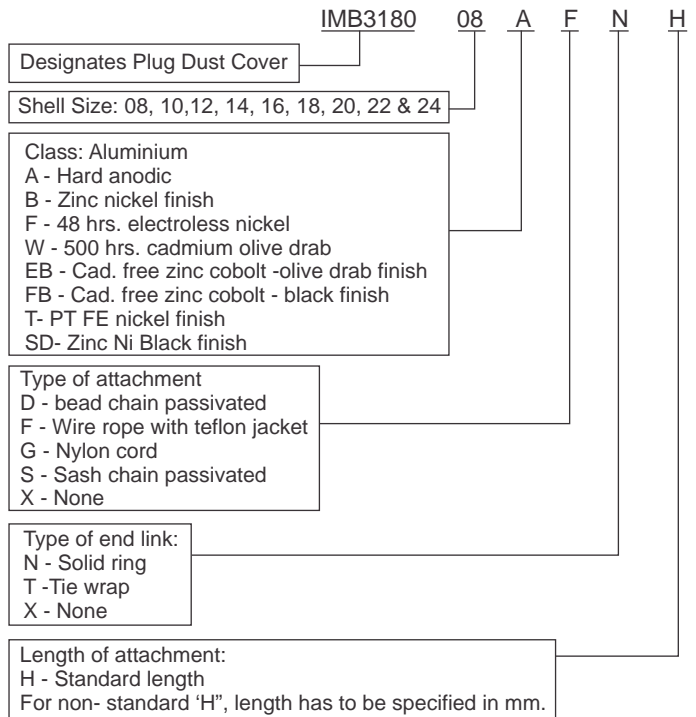 IMB3180 08 A F N H
Designates Plug Dust Cover
Shell Size: 08, 10,12, 14, 16, 18, 20, 22 & 24
Class: Aluminium
A - Hard anodic
B - Zinc nickel finish
F - 48 hrs. electroless nickel
W - 500 hrs. cadmium olive drab
EB - Cad. free zinc cobolt -olive drab finish
FB - Cad. free zinc cobolt - black finish
T- PT FE nickel finish
SD- Zinc Ni Black finish
Type of attachment
D - bead chain passivated
F - Wire rope with teflon jacket
G - Nylon cord
S - Sash chain passivated
X - None
Type of end link:
N - Solid ring
T -Tie wrap
X - None
Length of attachment:
H - Standard length
For non- standard ‘H”, length has to be specified in mm.